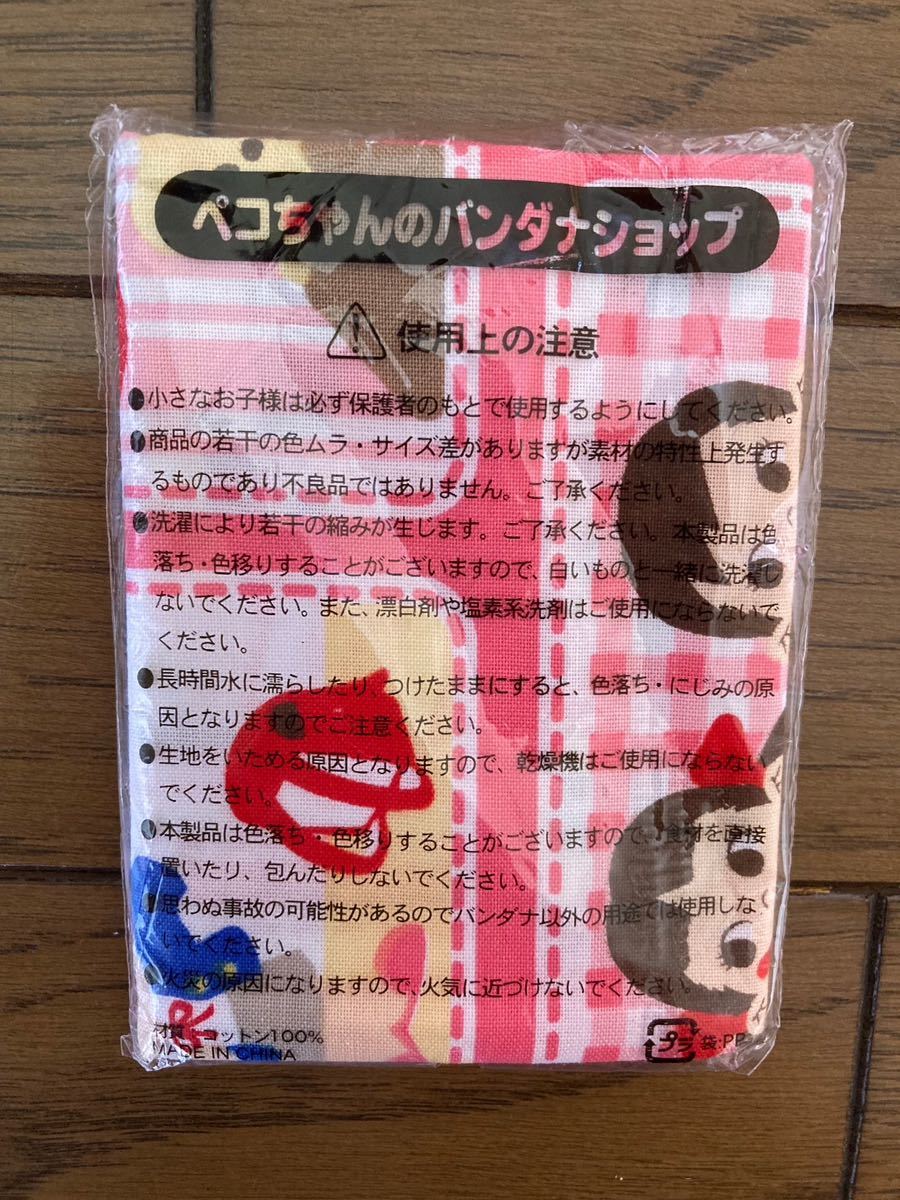 ペコちゃんのバンダナショップ
使用上の注意
●小さなお子様は必ず保護者のもとで使用するようにしてください。
●商品の若干の色ムラ・サイズ差がありますが素材の特性上発生す
るものであり不良品ではありません。ご了承ください。
●洗濯により若干の縮みが生じます。ご了承ください。本製品は色
落ち・色移りすることがございますので、白いものと一緒に洗濯し
ないでください。また、漂白剤や塩素系洗剤はご使用にならないで
ください。
●長時間水に濡らしたり、つけたままにすると、色落ち・にじみの原
因となりますのでご注意ください。
●生地をいためる原因となりますので、乾燥機はご使用にならない
でください。
●本製品は色落ち・色移りすることがございますので、食材を直接
置いたり、包んだりしないでください。
●思わぬ事故の可能性があるのでバンダナ以外の用途では使用しな
いでください。
●火災の原因になりますので、火気に近づけないでください。
材質 コットン100%
MADE IN CHINA
プラ 袋:PP
R